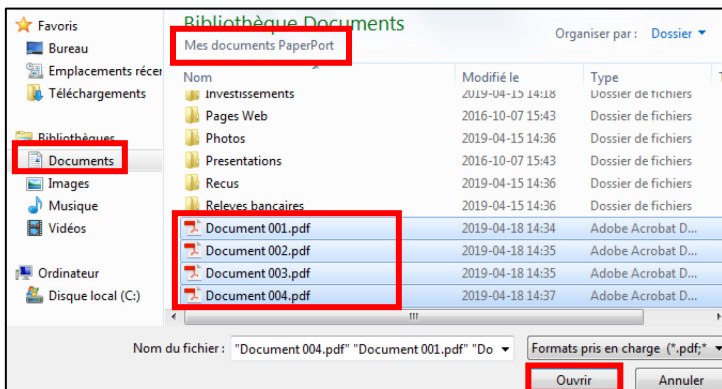 Favoris
Bureau
Emplacements récer
Téléchargements
Bibliothèques
Documents
Images
Musique
Vidéos
Ordinateur
Disque local (C:)
Bibliothèque Documents
Mes documents PaperPort
Organiser par : Dossier
Nom Modifié le Type
Investissements 2019-04-15 14:18 Dossier de fichiers
Pages Web 2016-10-07 15:43 Dossier de fichiers
Photos 2019-04-15 14:36 Dossier de fichiers
Presentations 2016-10-07 15:43 Dossier de fichiers
Recus 2019-04-15 14:36 Dossier de fichiers
Releves bancaires 2019-04-15 14:36 Dossier de fichiers
Document 001.pdf 2019-04-18 14:34 Adobe Acrobat D...
Document 002.pdf 2019-04-18 14:35 Adobe Acrobat D...
Document 003.pdf 2019-04-18 14:35 Adobe Acrobat D...
Document 004.pdf 2019-04-18 14:37 Adobe Acrobat D...
Nom du fichier : "Document 004.pdf" "Document 001.pdf" "Do Formats pris en charge (*.pdf;*
Ouvrir Annuler